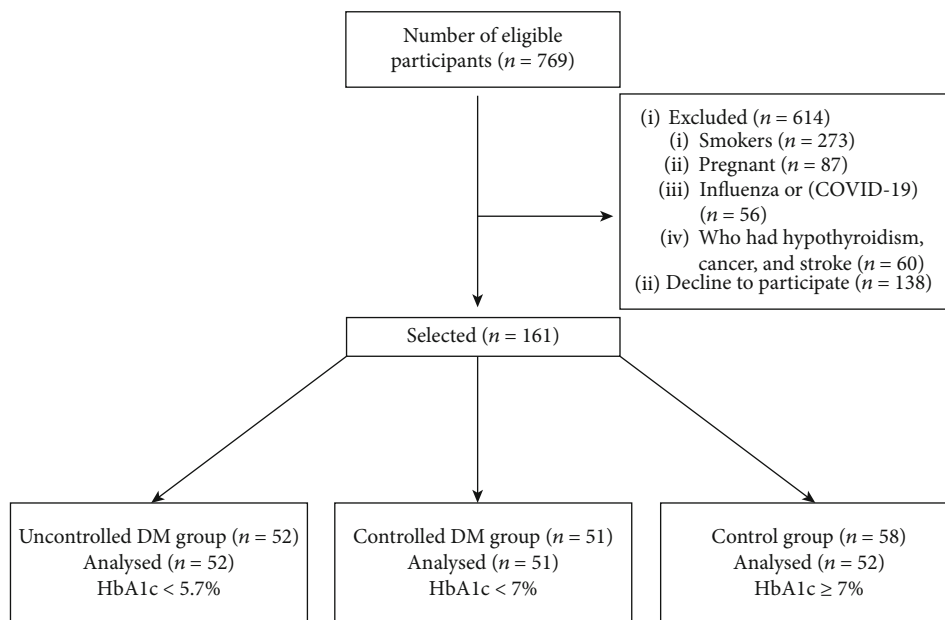 Number of eligible
participants (n = 769)
(i) Excluded (n = 614)
(i) Smokers (n = 273)
(ii) Pregnant (n = 87)
(iii) Influenza or (COVID-19)
(n = 56)
(iv) Who had hypothyroidism,
cancer, and stroke (n = 60)
(ii) Decline to participate (n = 138)
Selected (n = 161)
Uncontrolled DM group (n = 52)
Analysed (n = 52)
HbA1c < 5.7%
Controlled DM group (n = 51)
Analysed (n = 51)
HbA1c < 7%
Control group (n = 58)
Analysed (n = 52)
HbA1c ≥ 7%